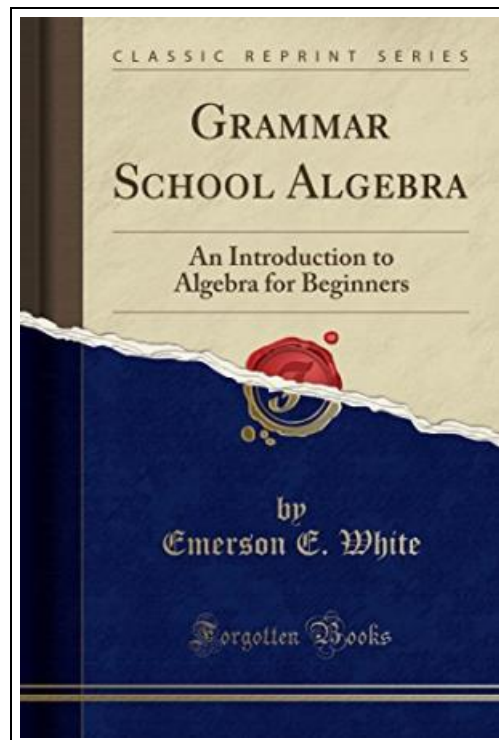 CLASSIC REPRINT SERIES
GRAMMAR
SCHOOL ALGEBRA
An Introduction to
Algebra for Beginners
by
Emerson E. White
Forgotten Books